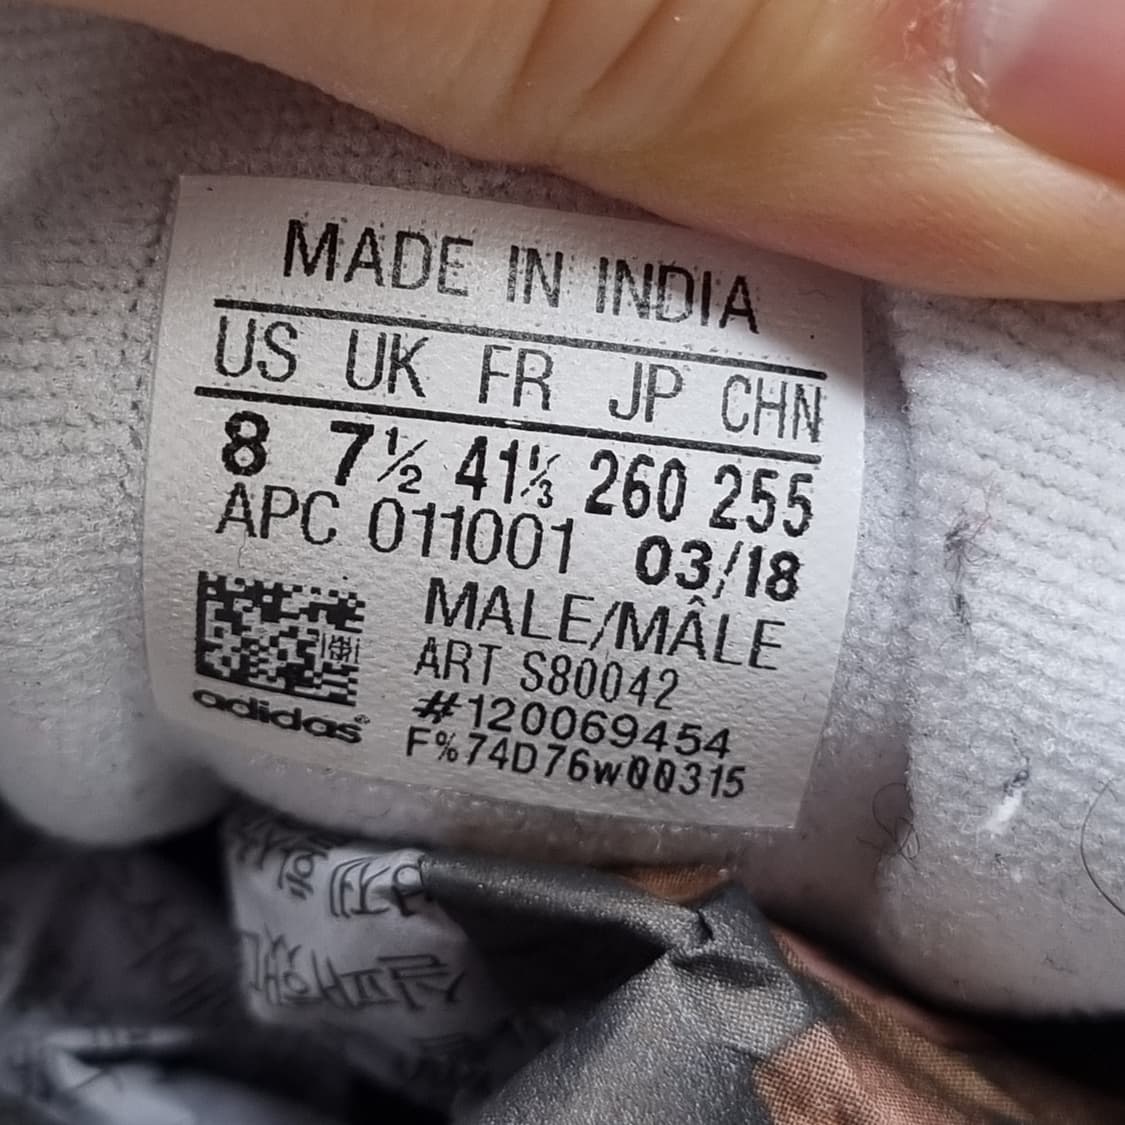 MADE IN INDIA
US UK FR JP CHN
8 7½ 41⅓ 260 255
APC 011001 03/18
MALE/MÂLE
ART S80042
#120069454
F%74D76w00315
adidas®